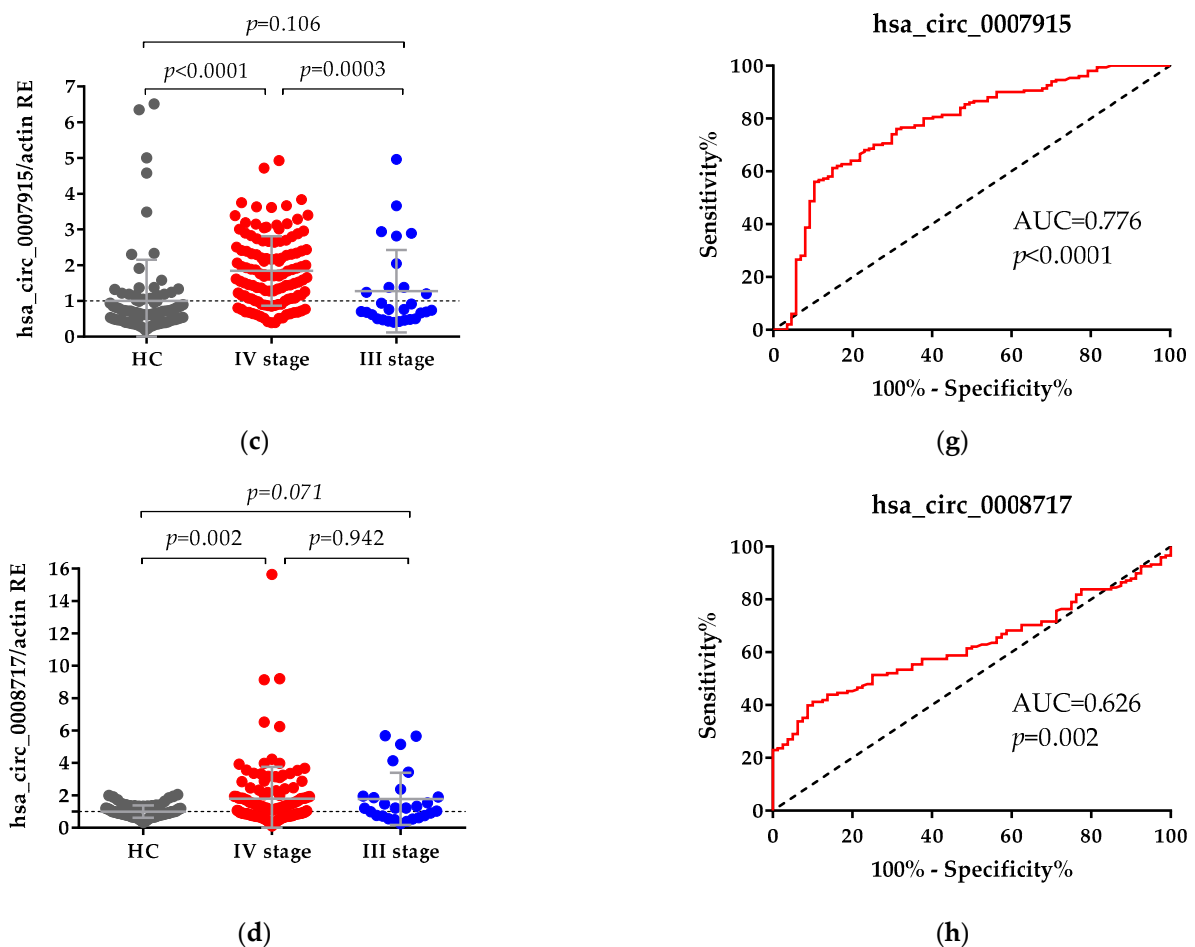 p=0.106
p<0.0001 p=0.0003
hsa_circ_0007915/actin RE
7
6
5
4
3
2
1
0
HC IV stage III stage
(c)
hsa_circ_0007915
Sensitivity%
100
80
60
40
20
0
AUC=0.776
p<0.0001
0 20 40 60 80 100
100% - Specificity%
(g)
p=0.071
p=0.002 p=0.942
hsa_circ_0008717/actin RE
16
14
12
10
8
6
4
2
1
0
HC IV stage III stage
(d)
hsa_circ_0008717
Sensitivity%
100
80
60
40
20
0
AUC=0.626
p=0.002
0 20 40 60 80 100
100% - Specificity%
(h)